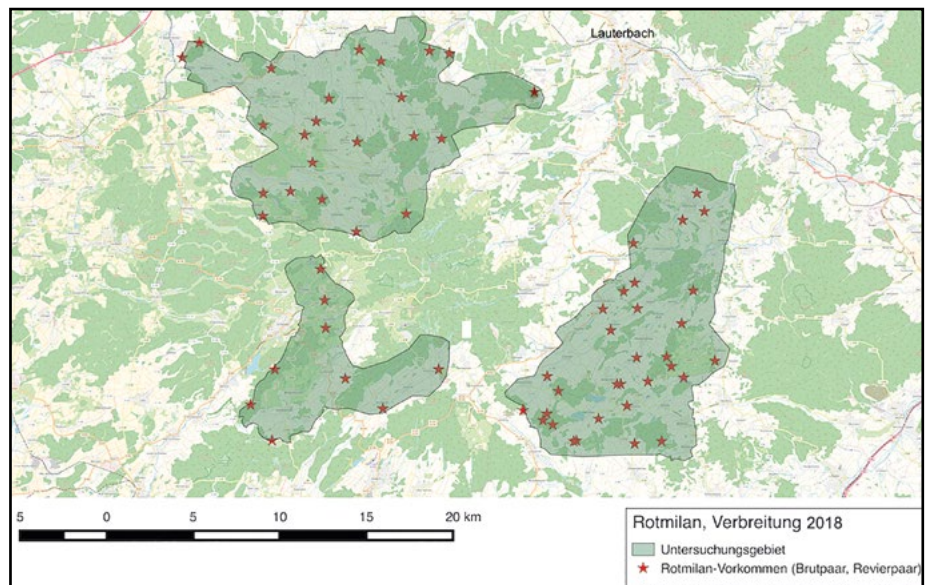 Lauterbach
5 0 5 10 15 20 km
Rotmilan, Verbreitung 2018
Untersuchungsgebiet
Rotmilan-Vorkommen (Brutpaar, Revierpaar)